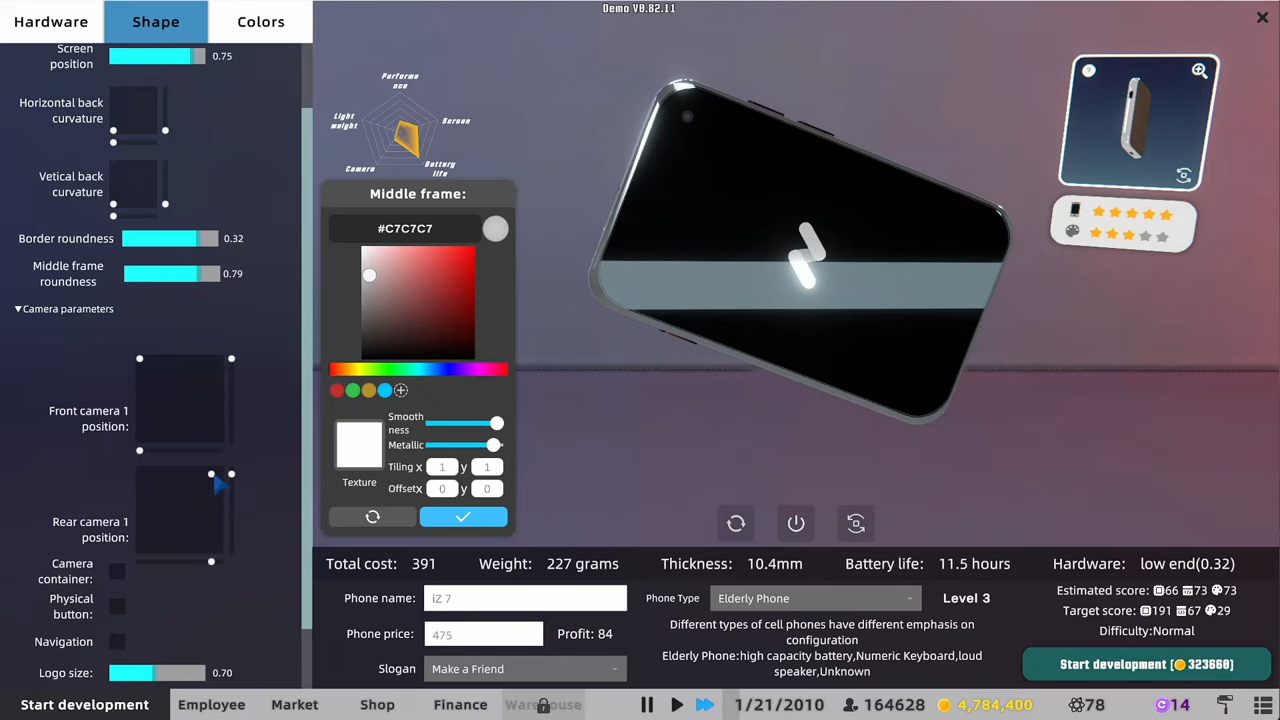 Demo V0.82.11
Hardware
Shape
Colors
Screen
position
0.75
Horizontal back
curvature
Vetical back
curvature
Border roundness
0.32
Middle frame
roundness
0.79
▼Camera parameters
Front camera 1
position:
Rear camera 1
position:
Camera
container:
Physical
button:
Navigation
Logo size:
0.70
Performa
nce
Light
weight
Screen
Camera
Battery
life
Middle frame:
#C7C7C7
Smooth
ness
Metallic
Tiling x 1 y 1
Texture
Offsetx 0 y 0
?
Total cost: 391
Weight: 227 grams
Thickness: 10.4mm
Battery life: 11.5 hours
Hardware: low end(0.32)
Phone name: iZ 7
Phone price: 475
Profit: 84
Slogan
Make a Friend
Phone Type
Elderly Phone
Level 3
Different types of cell phones have different emphasis on
configuration
Elderly Phone:high capacity battery,Numeric Keyboard,loud
speaker,Unknown
Estimated score: 66 73 73
Target score: 191 67 29
Difficulty:Normal
Start development [323660]
Start development
Employee
Market
Shop
Finance
Warehouse
1/21/2010
164628
4,784,400
78
C 14